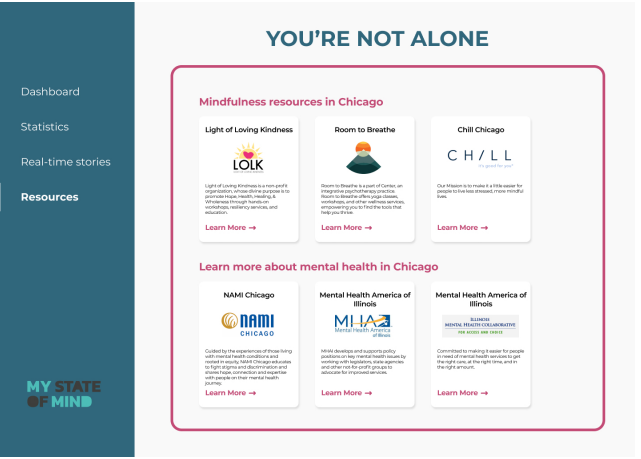 YOU'RE NOT ALONE
Dashboard
Statistics
Real-time stories
Resources
MY STATE
OF MIND
Mindfulness resources in Chicago
Light of Loving Kindness
LOLK
Light of Loving Kindness is a non-profit
organization, whose divine purpose is to
promote Hope, Health, Healing, &
Wholeness through hands-on
workshops, resiliency services, and
education.
Learn More →
Room to Breathe
Room to Breathe is a part of Center, an
integrative psychotherapy practice.
Room to Breathe offers yoga classes,
workshops, and other wellness services,
empowering you to find the tools that
help you thrive.
Learn More →
Chill Chicago
CH/LL
it's good for you!
Our Mission is to make it a little easier for
people to live less stressed, more mindful
lives.
Learn More →
Learn more about mental health in Chicago
NAMI Chicago
NAMI
CHICAGO
Guided by the experiences of those living
with mental health conditions and
rooted in equity, NAMI Chicago educates
to fight stigma and discrimination and
shares hope, connection and expertise
with people on their mental health
journey.
Learn More →
Mental Health America of
Illinois
MHA
Mental Health America
of Illinois
MHAI develops and supports policy
positions on key mental health issues by
working with legislators, state agencies
and other not-for-profit groups to
advocate for improved services.
Learn More →
Mental Health America of
Illinois
ILLINOIS
MENTAL HEALTH COLLABORATIVE
FOR ACCESS AND CHOICE
Committed to making it easier for people
in need of mental health services to get
the right care, at the right time, and in
the right amount.
Learn More →